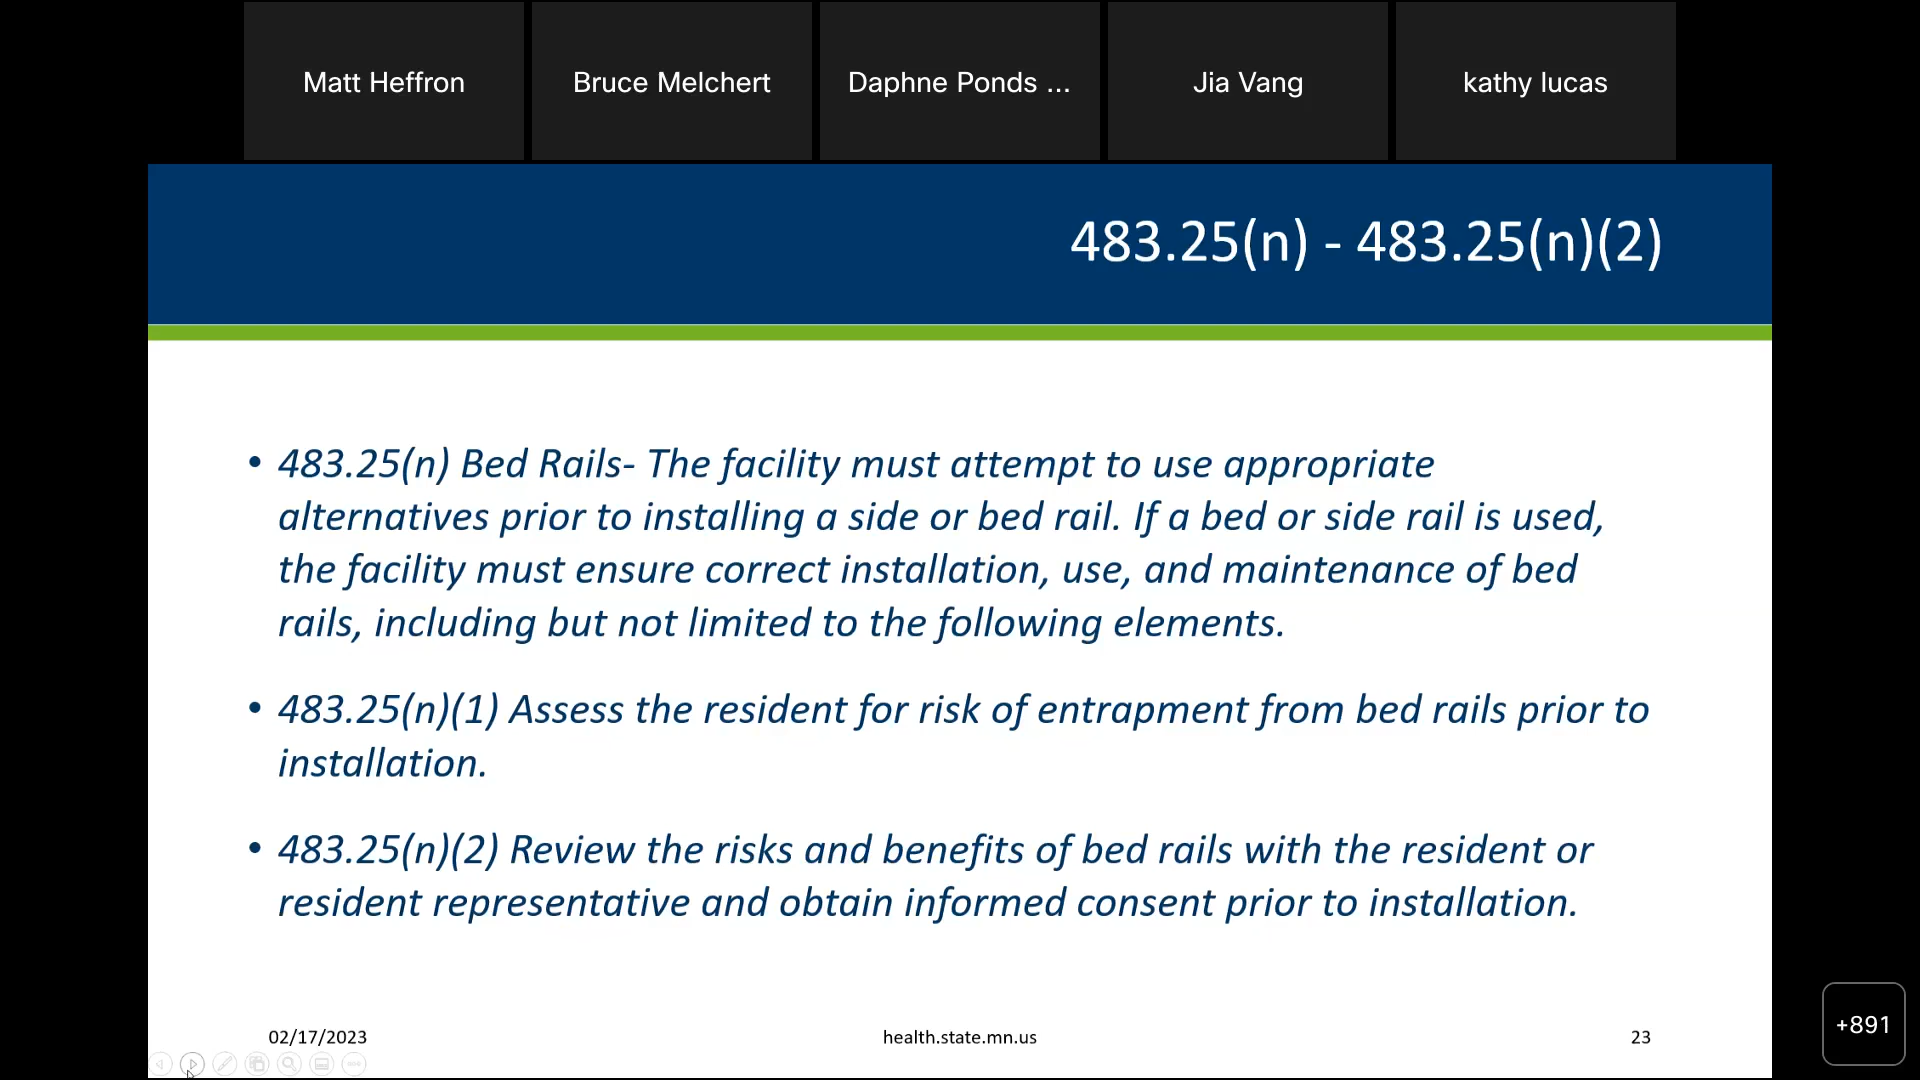 Matt Heffron
Bruce Melchert
Daphne Ponds ...
Jia Vang
kathy lucas
483.25(n) - 483.25(n)(2)
• 483.25(n) Bed Rails- The facility must attempt to use appropriate
alternatives prior to installing a side or bed rail. If a bed or side rail is used,
the facility must ensure correct installation, use, and maintenance of bed
rails, including but not limited to the following elements.
• 483.25(n)(1) Assess the resident for risk of entrapment from bed rails prior to
installation.
• 483.25(n)(2) Review the risks and benefits of bed rails with the resident or
resident representative and obtain informed consent prior to installation.
02/17/2023
health.state.mn.us
23
+891